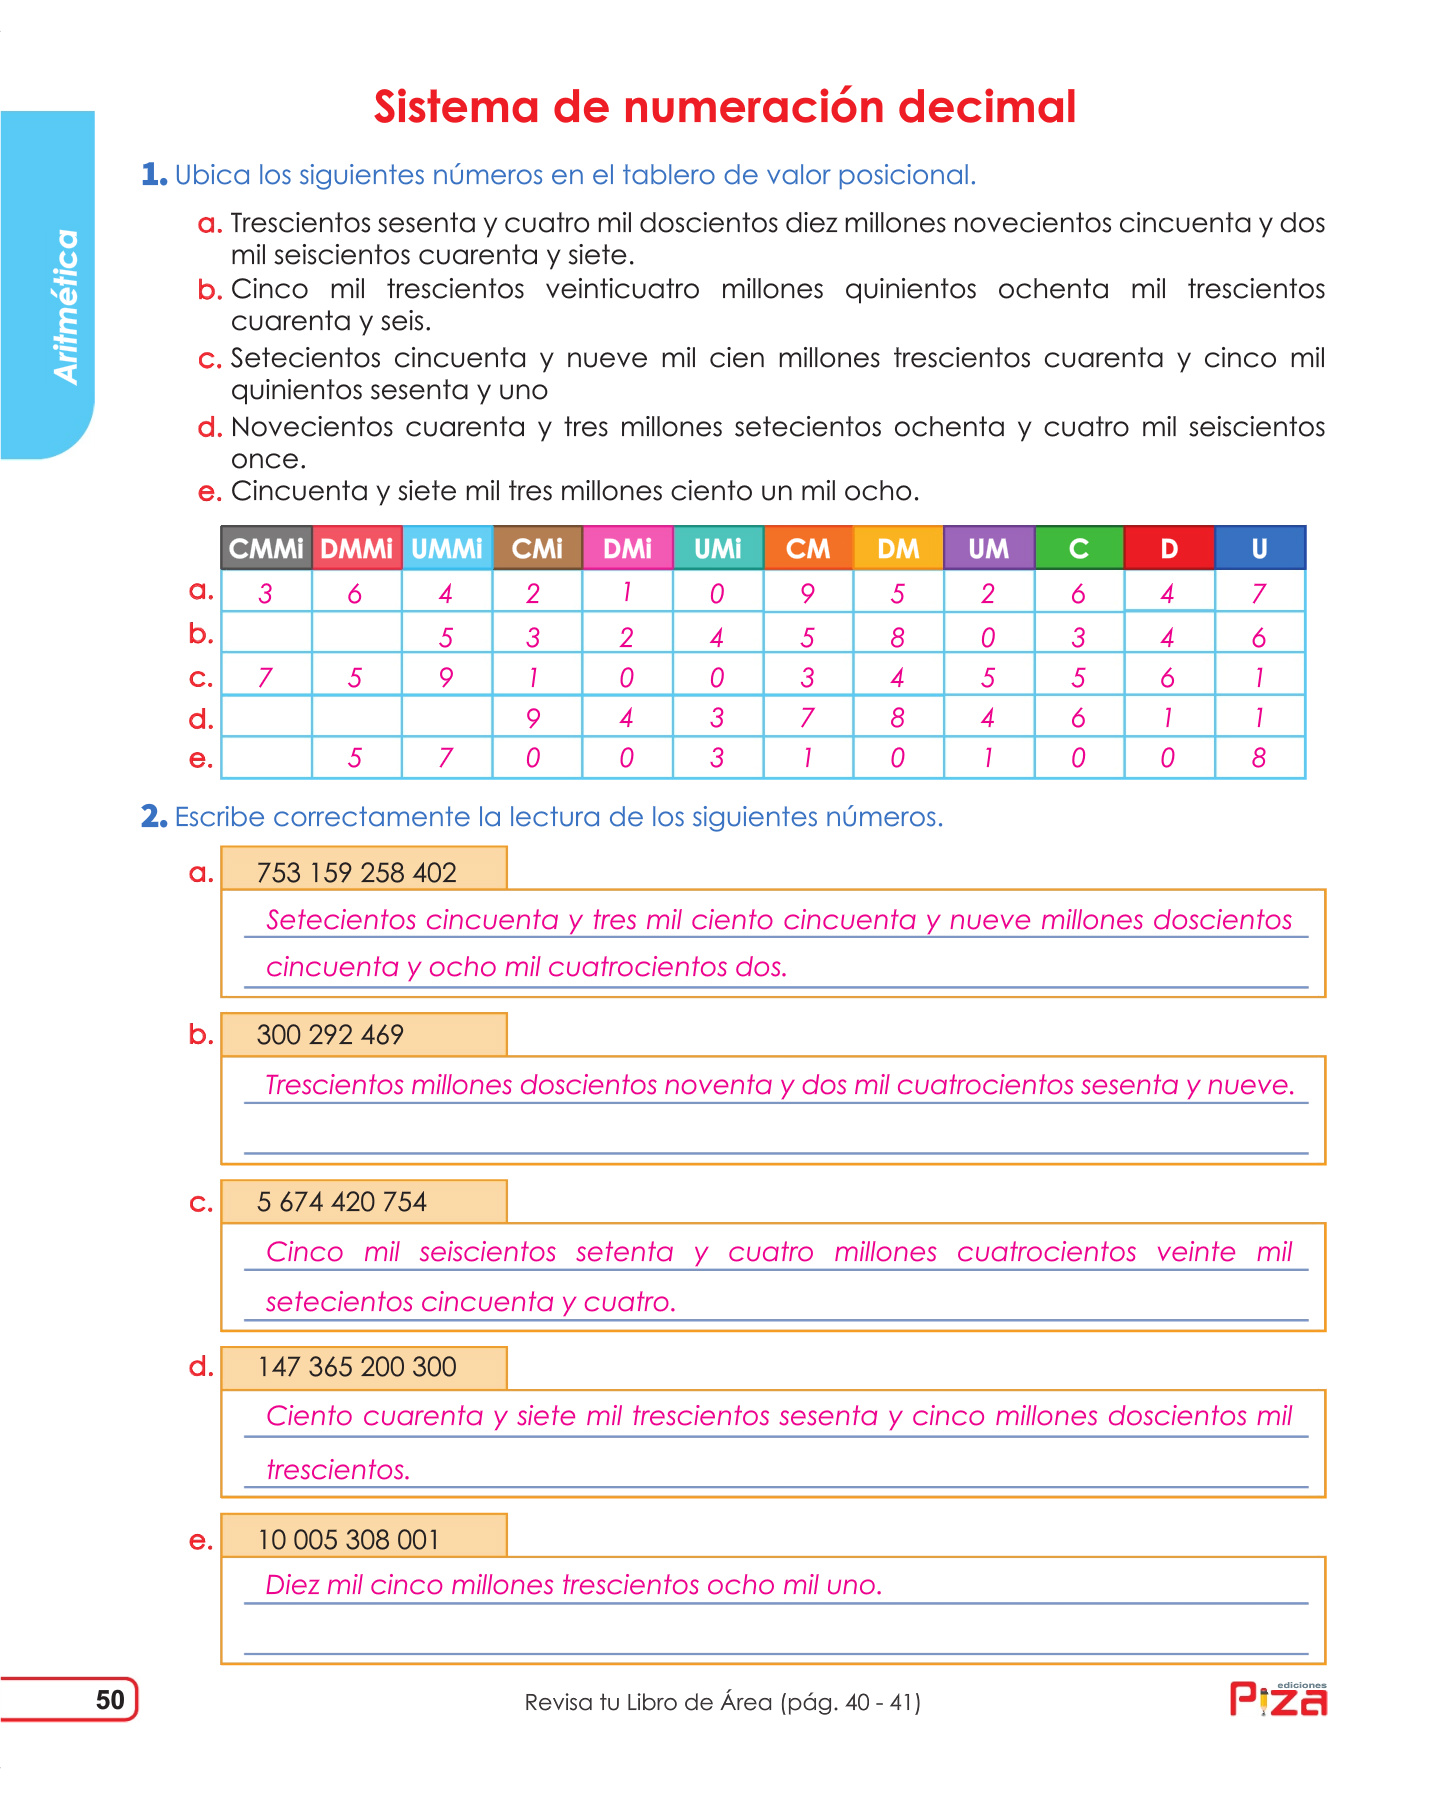 Sistema de numeración decimal
Aritmética
1. Ubica los siguientes números en el tablero de valor posicional.
a. Trescientos sesenta y cuatro mil doscientos diez millones novecientos cincuenta y dos
mil seiscientos cuarenta y siete.
b. Cinco mil trescientos veinticuatro millones quinientos ochenta mil trescientos
cuarenta y seis.
c. Setecientos cincuenta y nueve mil cien millones trescientos cuarenta y cinco mil
quinientos sesenta y uno
d. Novecientos cuarenta y tres millones setecientos ochenta y cuatro mil seiscientos
once.
e. Cincuenta y siete mil tres millones ciento un mil ocho.
CMMi DMMi UMMi CMi DMi UMi CM DM UM C D U
a. 3 6 4 2 1 0 9 5 2 6 4 7
b. 5 3 2 4 5 8 0 3 4 6
c. 7 5 9 1 0 0 3 4 5 5 6 1
d. 9 4 3 7 8 4 6 1 1
e. 5 7 0 0 3 1 0 1 0 0 8
2. Escribe correctamente la lectura de los siguientes números.
a. 753 159 258 402
Setecientos cincuenta y tres mil ciento cincuenta y nueve millones doscientos
cincuenta y ocho mil cuatrocientos dos.
b. 300 292 469
Trescientos millones doscientos noventa y dos mil cuatrocientos sesenta y nueve.
c. 5 674 420 754
Cinco mil seiscientos setenta y cuatro millones cuatrocientos veinte mil
setecientos cincuenta y cuatro.
d. 147 365 200 300
Ciento cuarenta y siete mil trescientos sesenta y cinco millones doscientos mil
trescientos.
e. 10 005 308 001
Diez mil cinco millones trescientos ocho mil uno.
50
Revisa tu Libro de Área (pág. 40 - 41)
ediciones
Piza